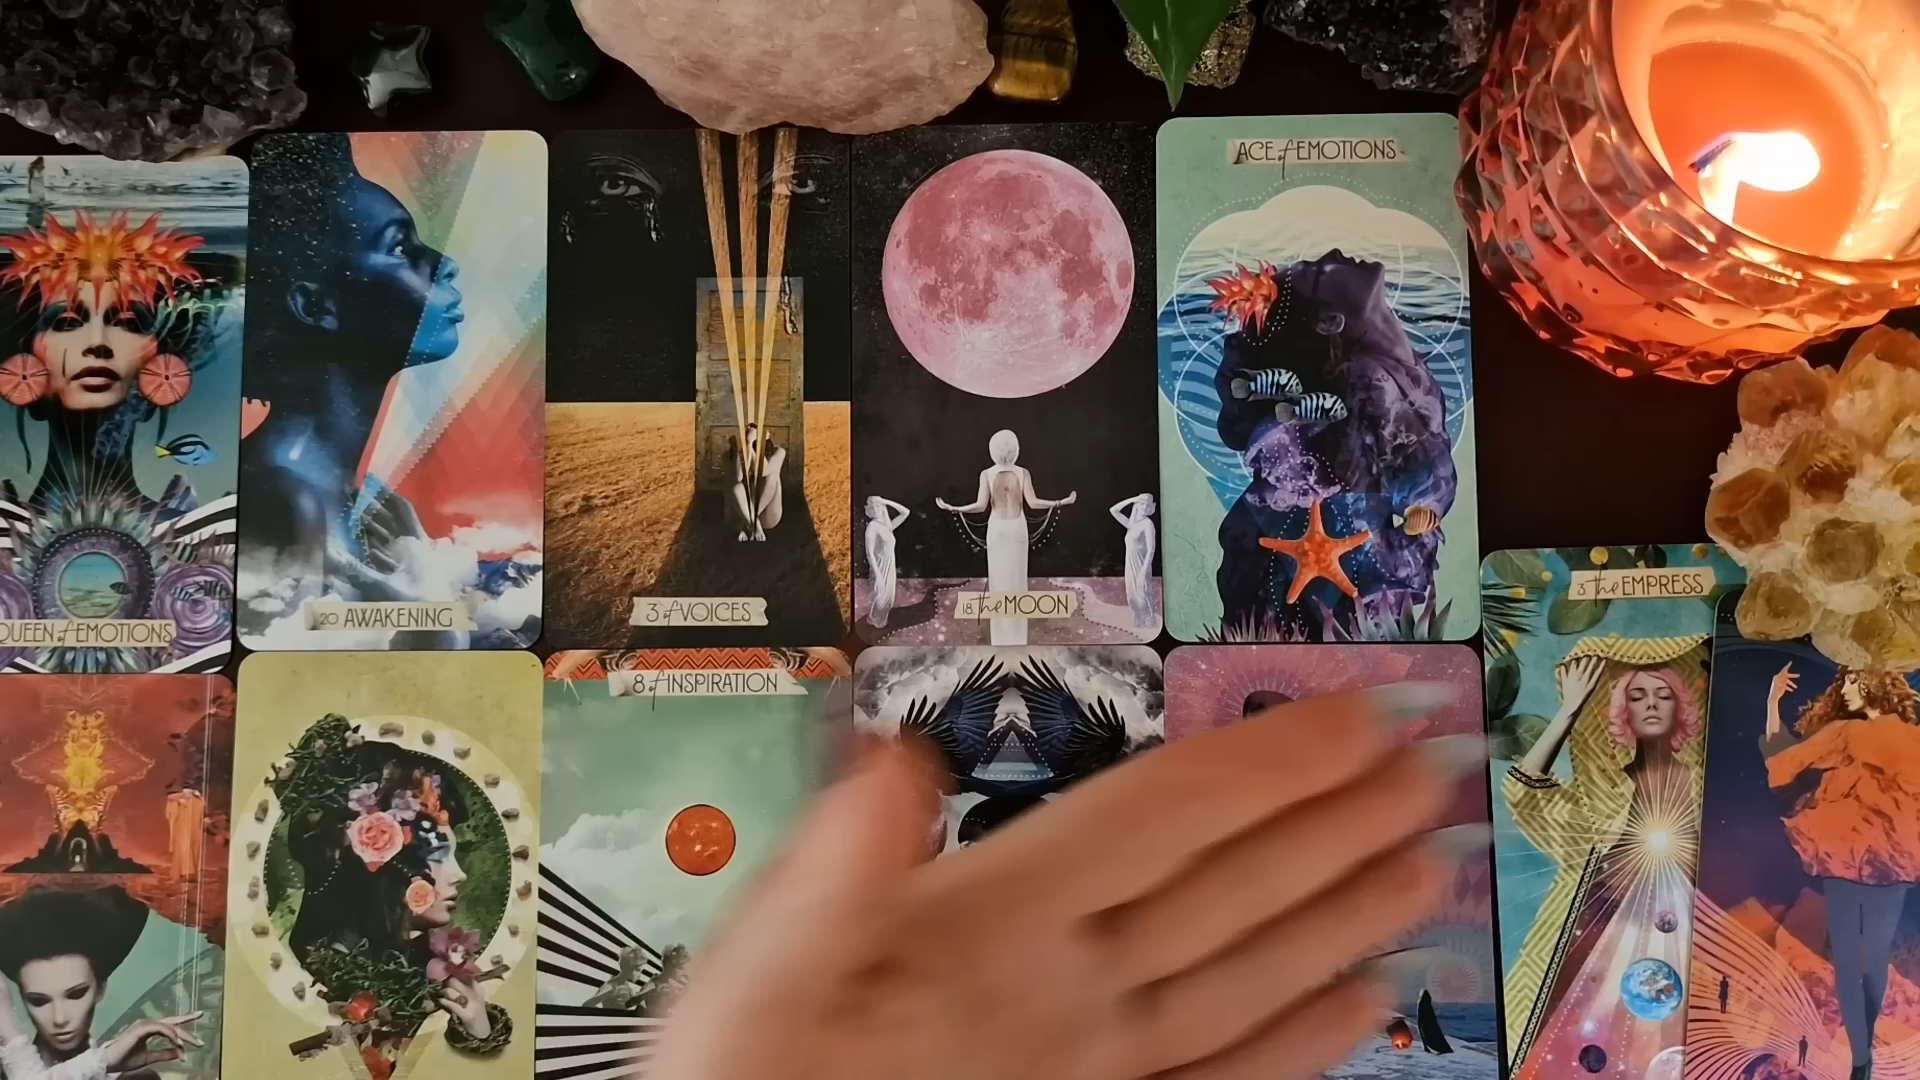 ACE of EMOTIONS
QUEEN of EMOTIONS
20 AWAKENING
3 of VOICES
18 the MOON
3 the EMPRESS
8 of INSPIRATION